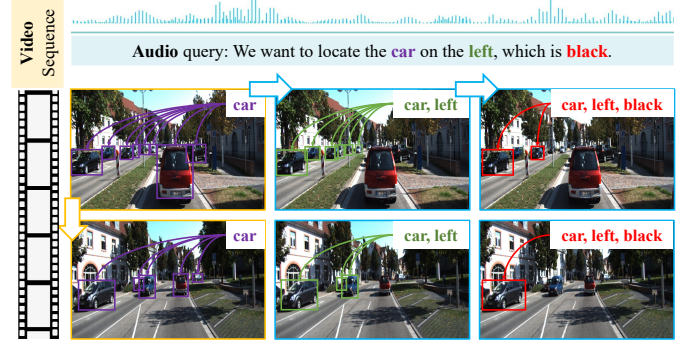 Video
Sequence
Audio query: We want to locate the car on the left, which is black.
car
car, left
car, left, black
car
car, left
car, left, black